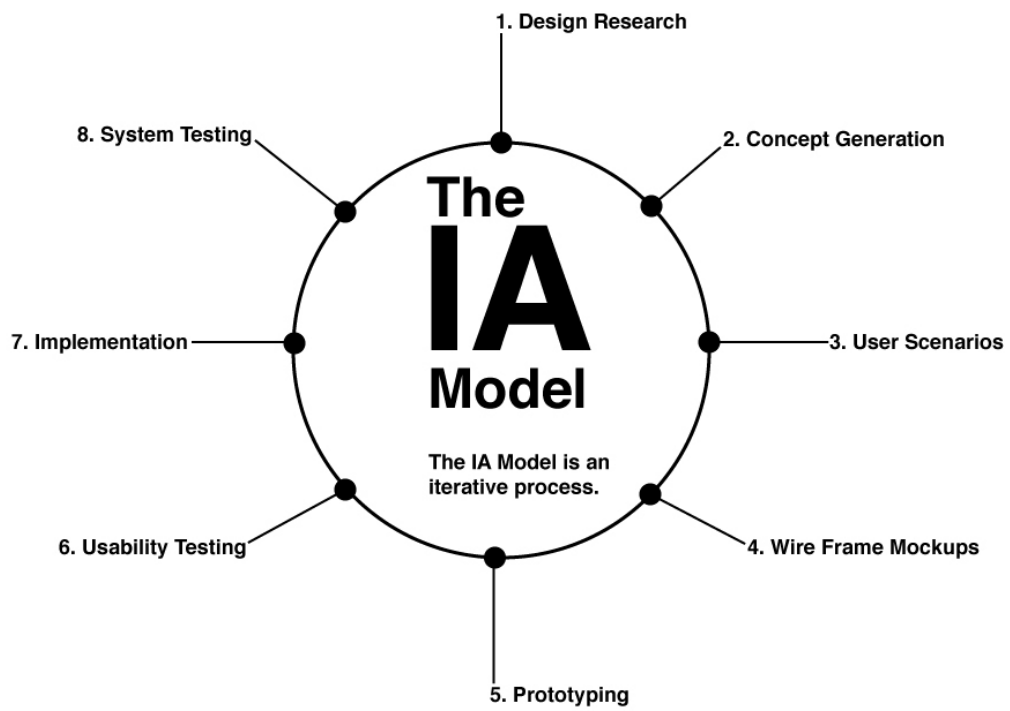 1. Design Research
8. System Testing
2. Concept Generation
The
IA
Model
7. Implementation
3. User Scenarios
The IA Model is an
iterative process.
6. Usability Testing
4. Wire Frame Mockups
5. Prototyping